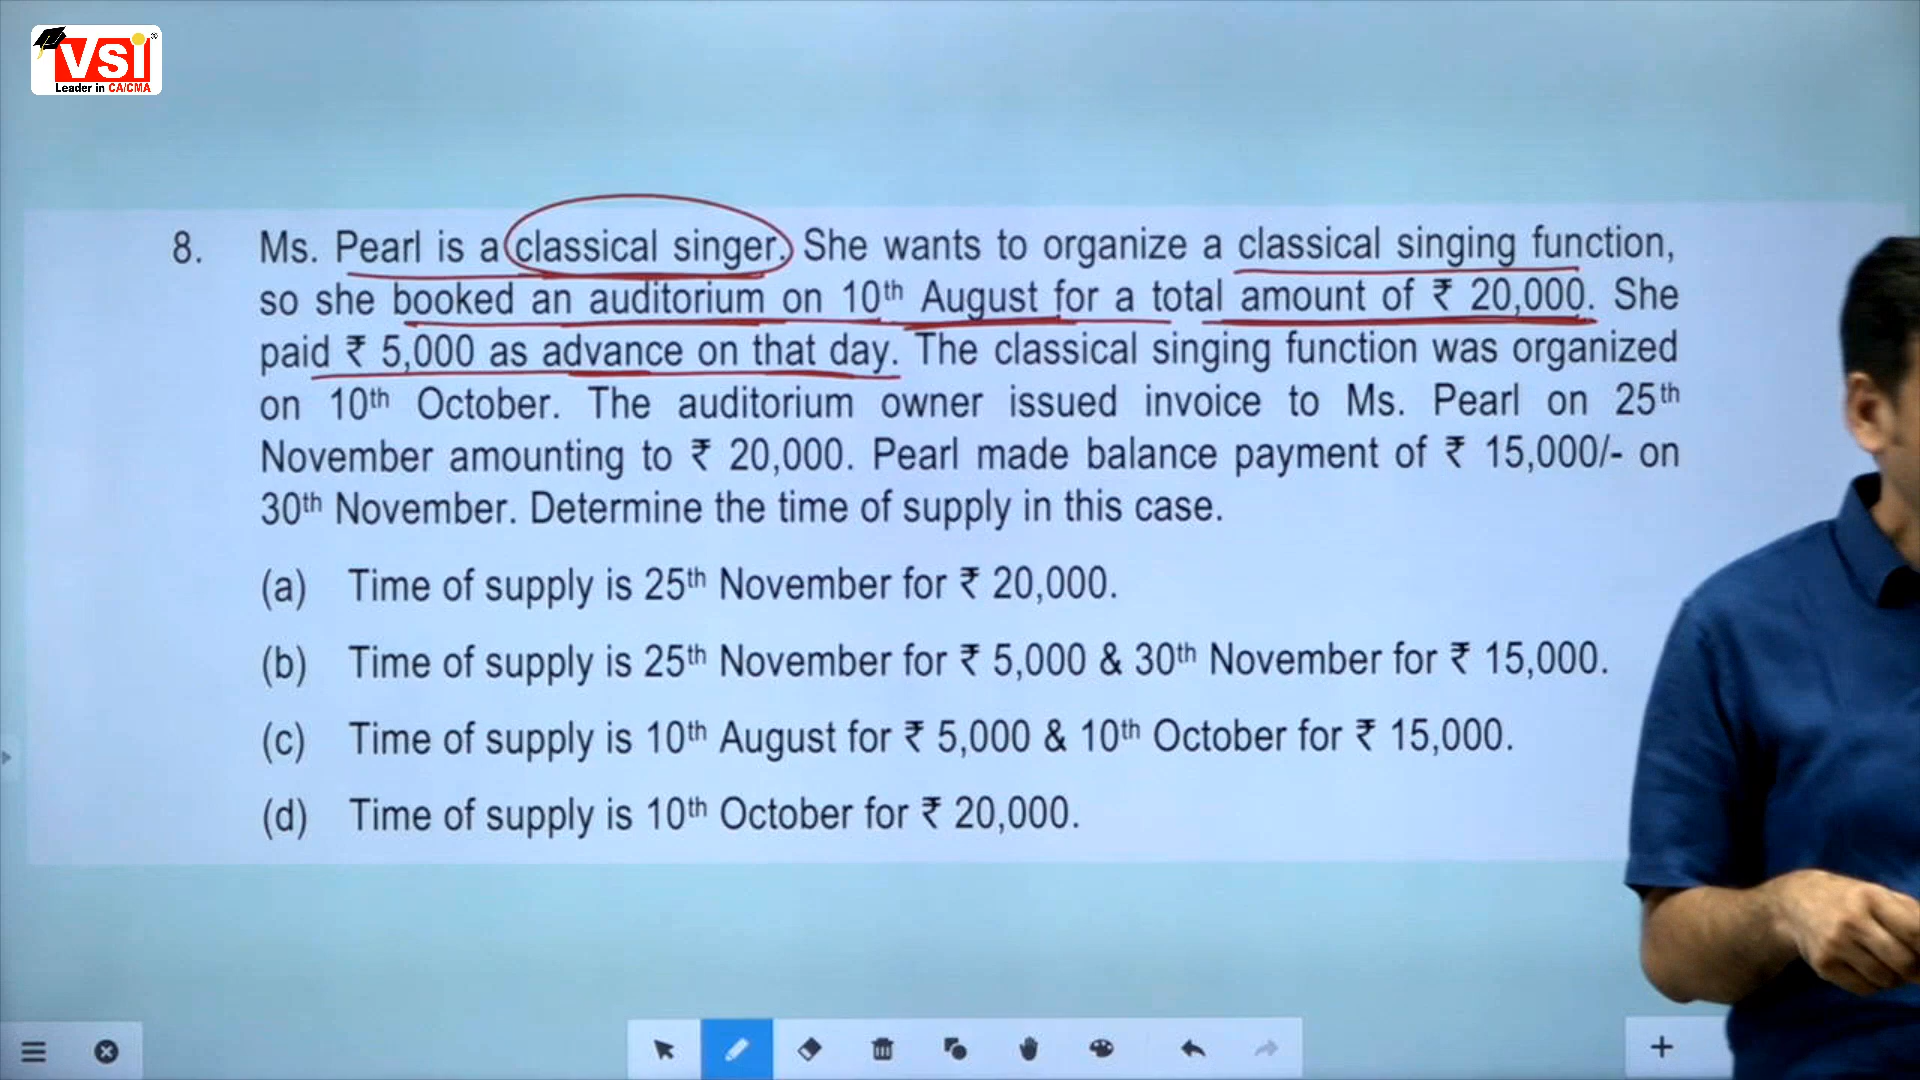 VSI®
Leader in CA/CMA
8. Ms. Pearl is a classical singer. She wants to organize a classical singing function,
so she booked an auditorium on 10th August for a total amount of ₹ 20,000. She
paid ₹ 5,000 as advance on that day. The classical singing function was organized
on 10th October. The auditorium owner issued invoice to Ms. Pearl on 25th
November amounting to ₹ 20,000. Pearl made balance payment of ₹ 15,000/- on
30th November. Determine the time of supply in this case.
(a) Time of supply is 25th November for ₹ 20,000.
(b) Time of supply is 25th November for ₹ 5,000 & 30th November for ₹ 15,000.
(c) Time of supply is 10th August for ₹ 5,000 & 10th October for ₹ 15,000.
(d) Time of supply is 10th October for ₹ 20,000.